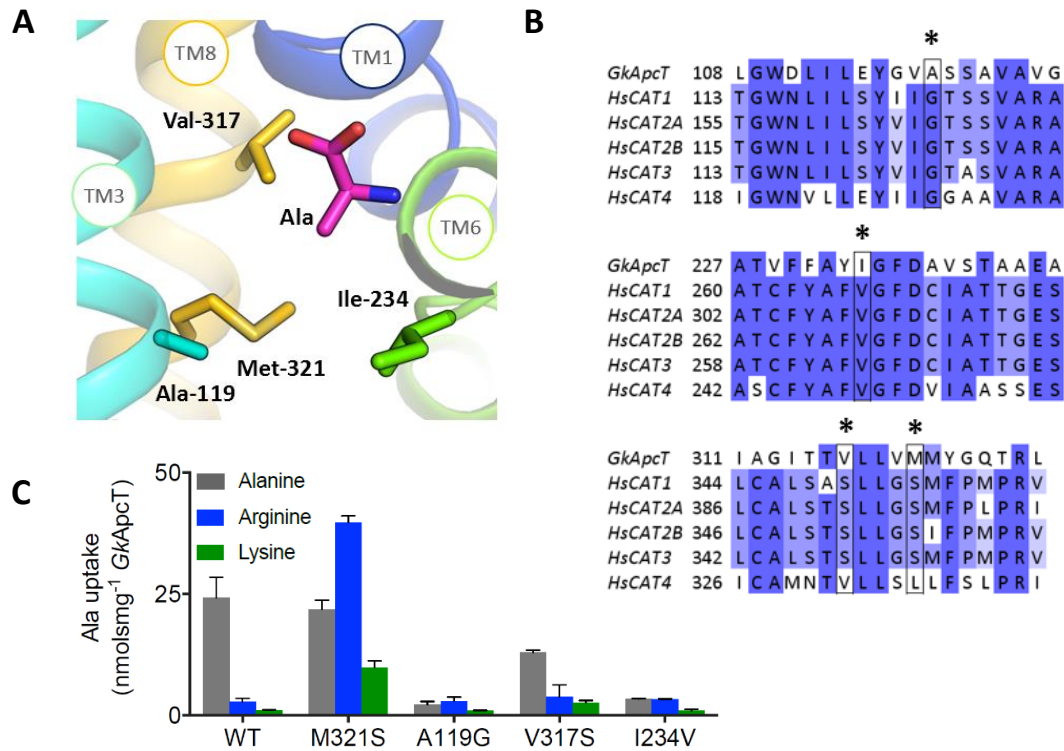 A
TM8
TM1
Val-317
TM3
Ala
TM6
Ile-234
Met-321
Ala-119
B
*
GkApcT 108 L G W D L I L E Y G V A S S A V A V G
HsCAT1 113 T G W N L I L S Y I I G T S S V A R A
HsCAT2A 155 T G W N L I L S Y V I G T S S V A R A
HsCAT2B 115 T G W N L I L S Y V I G T S S V A R A
HsCAT3 113 T G W N L I L S Y V I G T A S V A R A
HsCAT4 118 I G W N V L L E Y I I G G A A V A R A
*
GkApcT 227 A T V F F A Y I G F D A V S T A A E A
HsCAT1 260 A T C F Y A F V G F D C I A T T G E S
HsCAT2A 302 A T C F Y A F V G F D C I A T T G E S
HsCAT2B 262 A T C F Y A F V G F D C I A T T G E S
HsCAT3 258 A T C F Y A F V G F D C I A T T G E S
HsCAT4 242 A S C F Y A F V G F D V I A A S S E S
* *
GkApcT 311 I A G I T T V L L V M M Y G Q T R L
HsCAT1 344 L C A L S A S L L G S M F P M P R V
HsCAT2A 386 L C A L S T S L L G S M F P L P R I
HsCAT2B 346 L C A L S T S L L G S I F P M P R V
HsCAT3 342 L C A L S T S L L G S M F P M P R V
HsCAT4 326 I C A M N T V L L S L L F S L P R I
C
Ala uptake
(nmolsmg⁻¹ GkApcT)
50
25
0
Alanine
Arginine
Lysine
WT M321S A119G V317S I234V